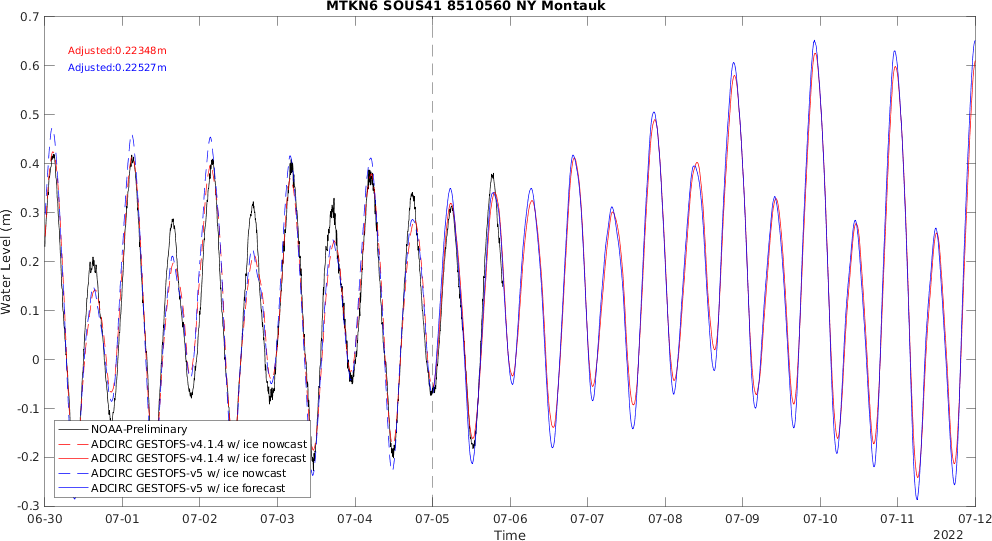 MTKN6 SOUS41 8510560 NY Montauk
0.7
Adjusted:0.22348m
0.6
Adjusted:0.22527m
0.5
0.4
0.3
Water Level (m)
0.2
0.1
0
-0.1
NOAA-Preliminary
ADCIRC GESTOFS-v4.1.4 w/ ice nowcast
ADCIRC GESTOFS-v4.1.4 w/ ice forecast
-0.2
ADCIRC GESTOFS-v5 w/ ice nowcast
ADCIRC GESTOFS-v5 w/ ice forecast
-0.3
06-30 07-01 07-02 07-03 07-04 07-05 07-06 07-07 07-08 07-09 07-10 07-11 07-12
Time 2022